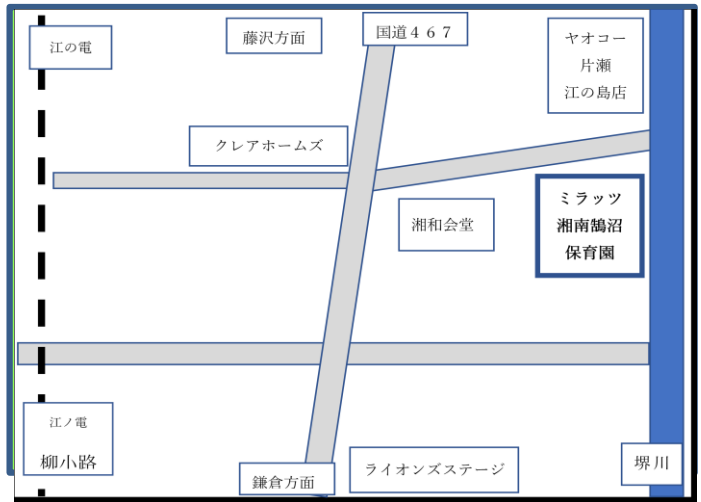 江の電
藤沢方面
国道４６７
ヤオコー
片瀬
江の島店
クレアホームズ
湘和会堂
ミラッツ
湘南鵠沼
保育園
江ノ電
柳小路
鎌倉方面
ライオンズステージ
堺川